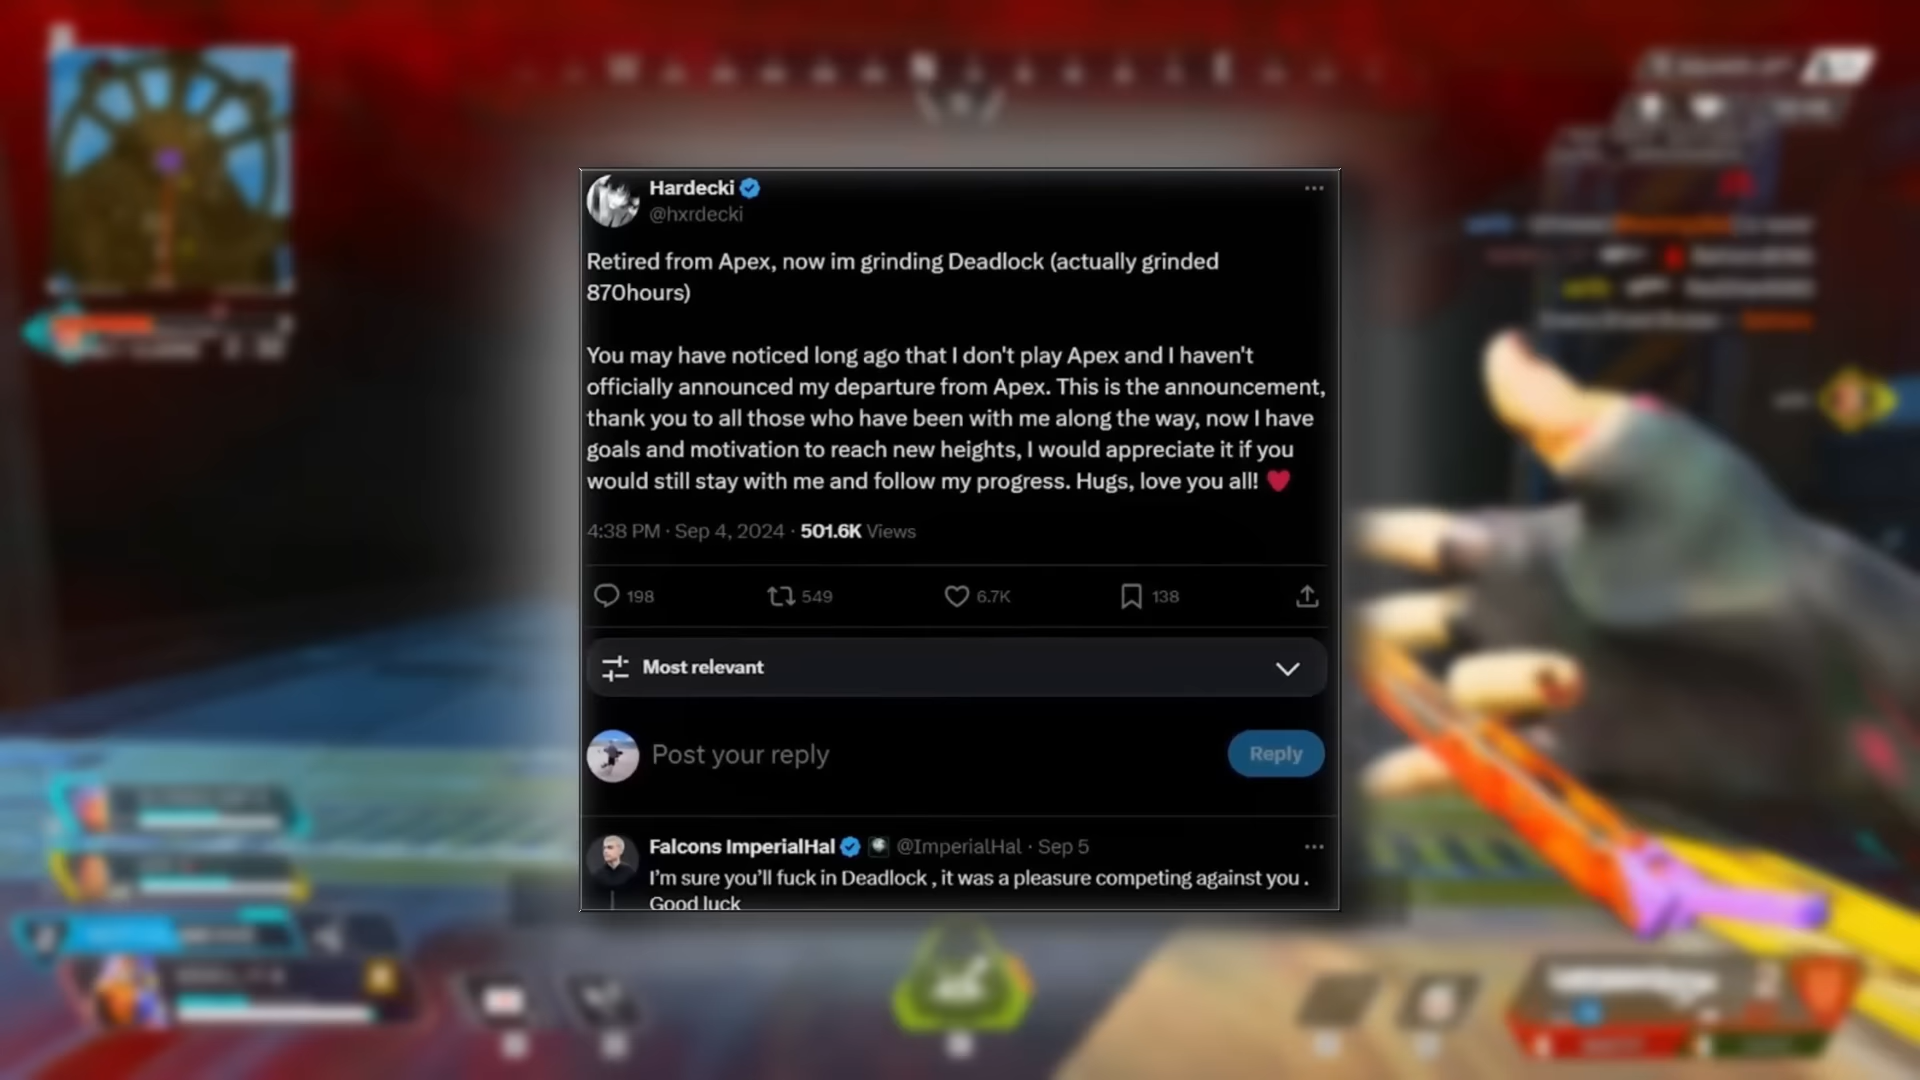 Hardecki
@hxrdecki
Retired from Apex, now im grinding Deadlock (actually grinded
870hours)
You may have noticed long ago that I don't play Apex and I haven't
officially announced my departure from Apex. This is the announcement,
thank you to all those who have been with me along the way, now I have
goals and motivation to reach new heights, I would appreciate it if you
would still stay with me and follow my progress. Hugs, love you all! ❤️
4:38 PM · Sep 4, 2024 · 501.6K Views
198 549 6.7K 138
Most relevant
Post your reply
Reply
Falcons ImperialHal @ImperialHal · Sep 5
I’m sure you’ll fuck in Deadlock , it was a pleasure competing against you .
Good luck
W N E